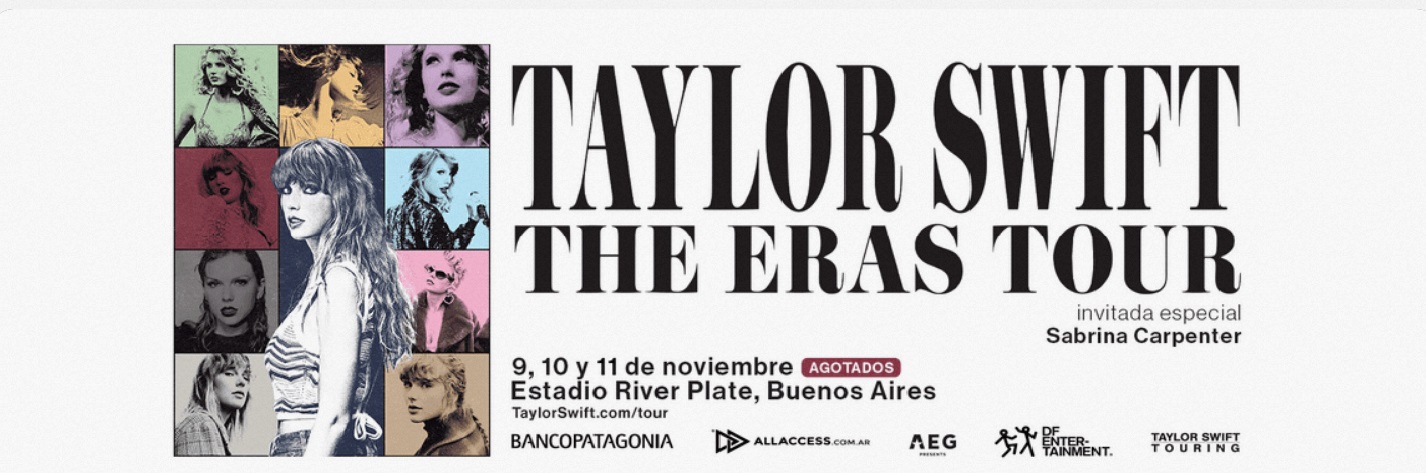 TAYLOR SWIFT
THE ERAS TOUR
invitada especial
Sabrina Carpenter
9, 10 y 11 de noviembre AGOTADOS
Estadio River Plate, Buenos Aires
TaylorSwift.com/tour
BANCOPATAGONIA
ALLACCESS.COM.AR
AEG
PRESENTS
DF
ENTER-
TAINMENT.
TAYLOR SWIFT
TOURING